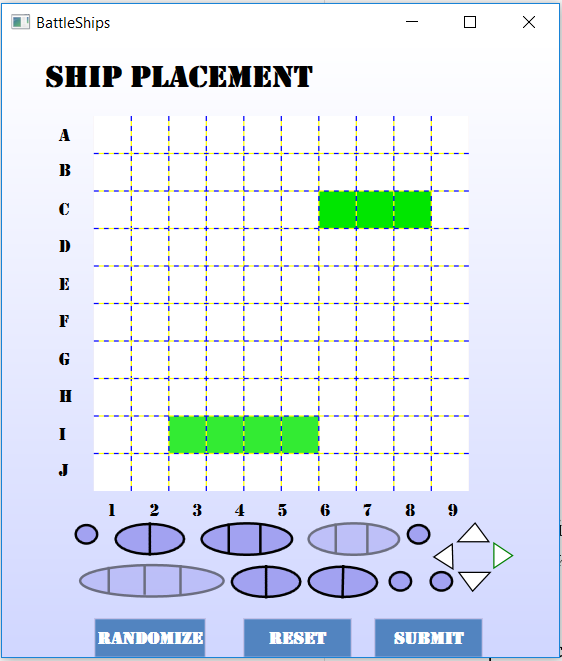 BattleShips
SHIP PLACEMENT
A
B
C
D
E
F
G
H
I
J
1 2 3 4 5 6 7 8 9
RANDOMIZE RESET SUBMIT